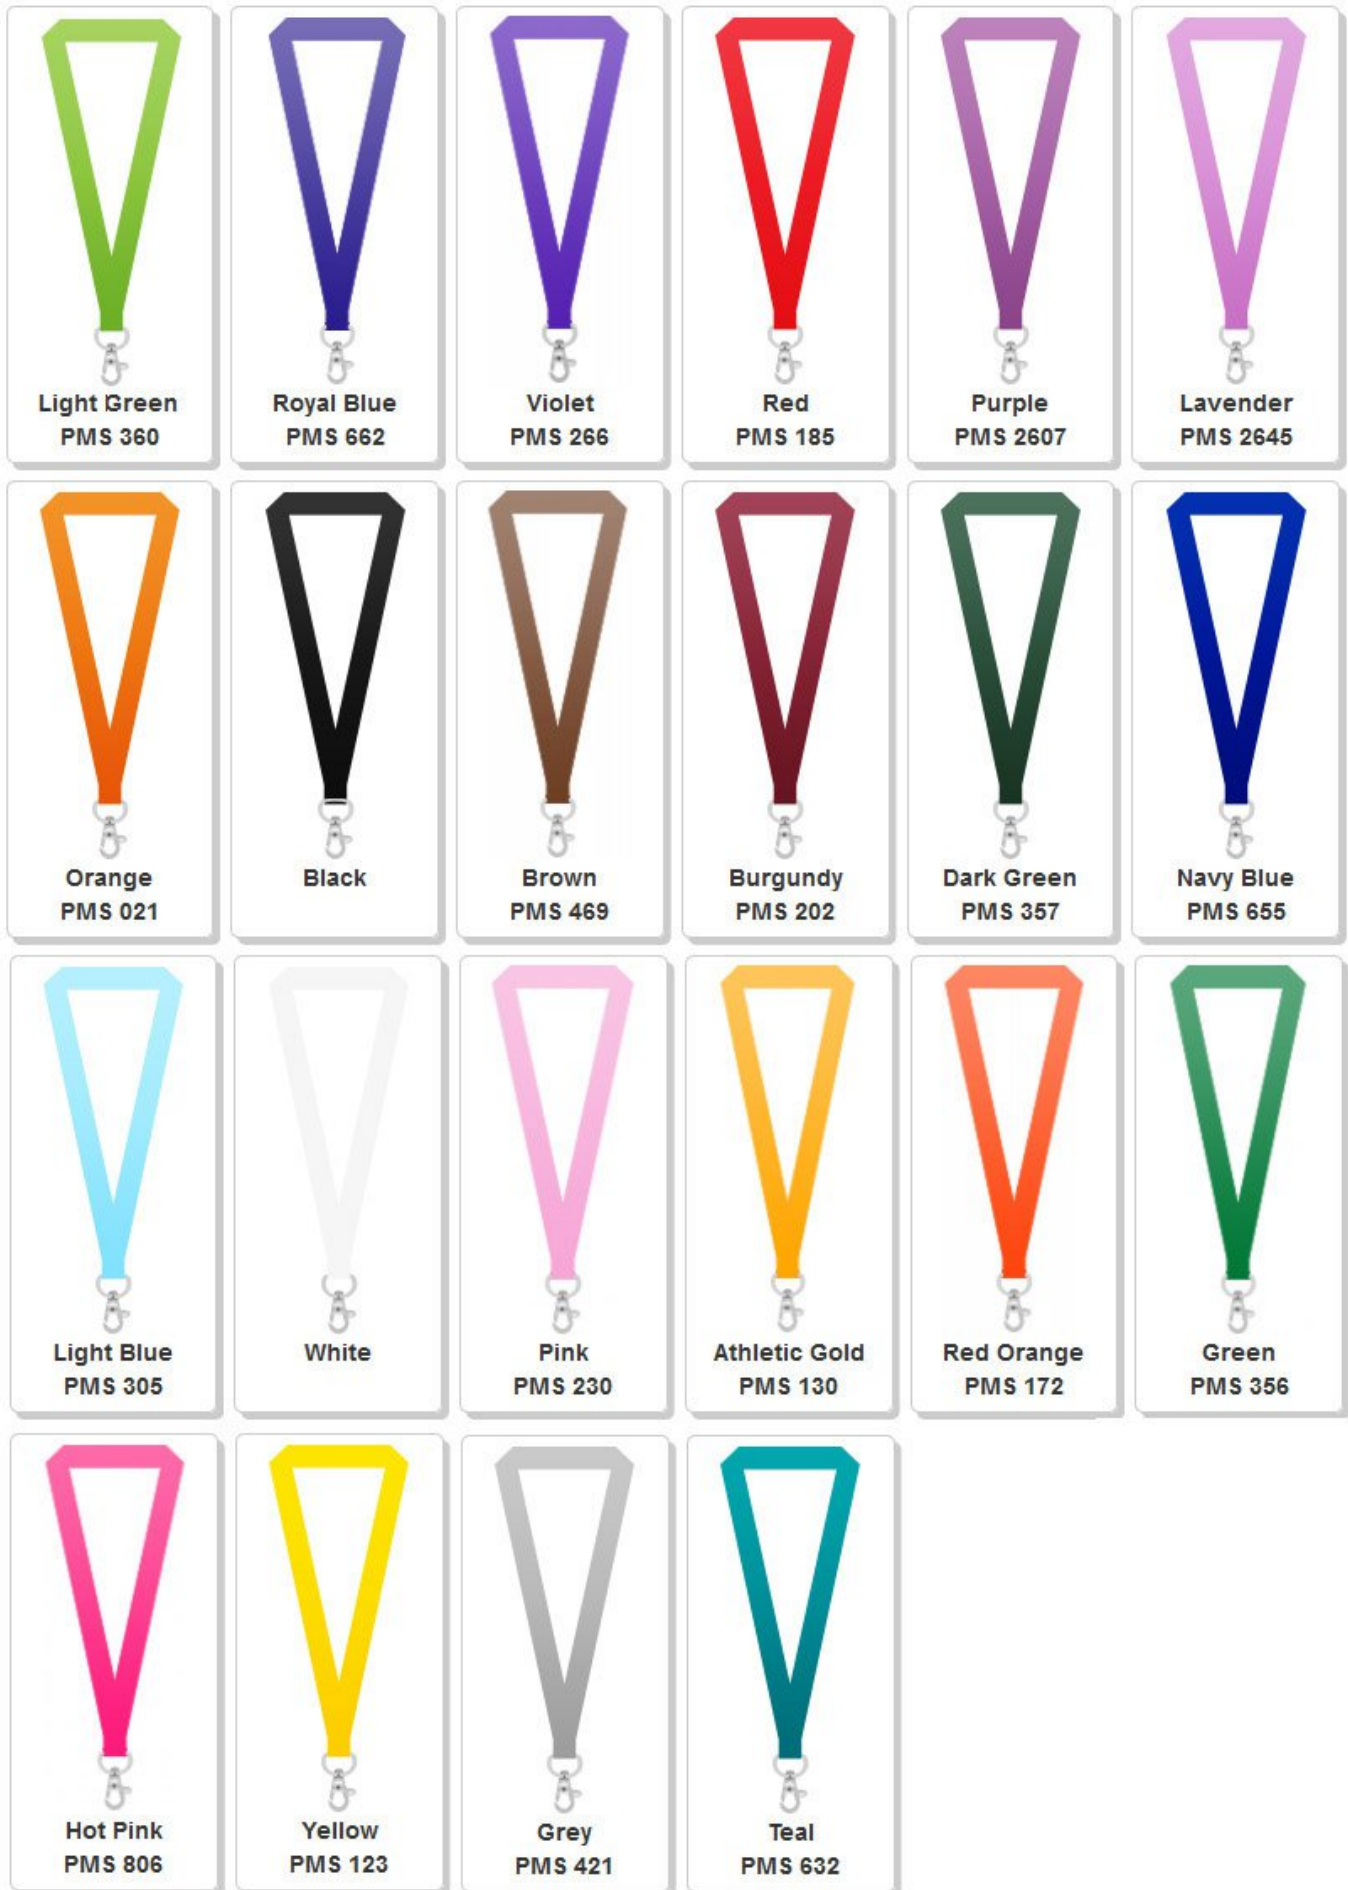 Light Green
PMS 360
Royal Blue
PMS 662
Violet
PMS 266
Red
PMS 185
Purple
PMS 2607
Lavender
PMS 2645
Orange
PMS 021
Black
Brown
PMS 469
Burgundy
PMS 202
Dark Green
PMS 357
Navy Blue
PMS 655
Light Blue
PMS 305
White
Pink
PMS 230
Athletic Gold
PMS 130
Red Orange
PMS 172
Green
PMS 356
Hot Pink
PMS 806
Yellow
PMS 123
Grey
PMS 421
Teal
PMS 632